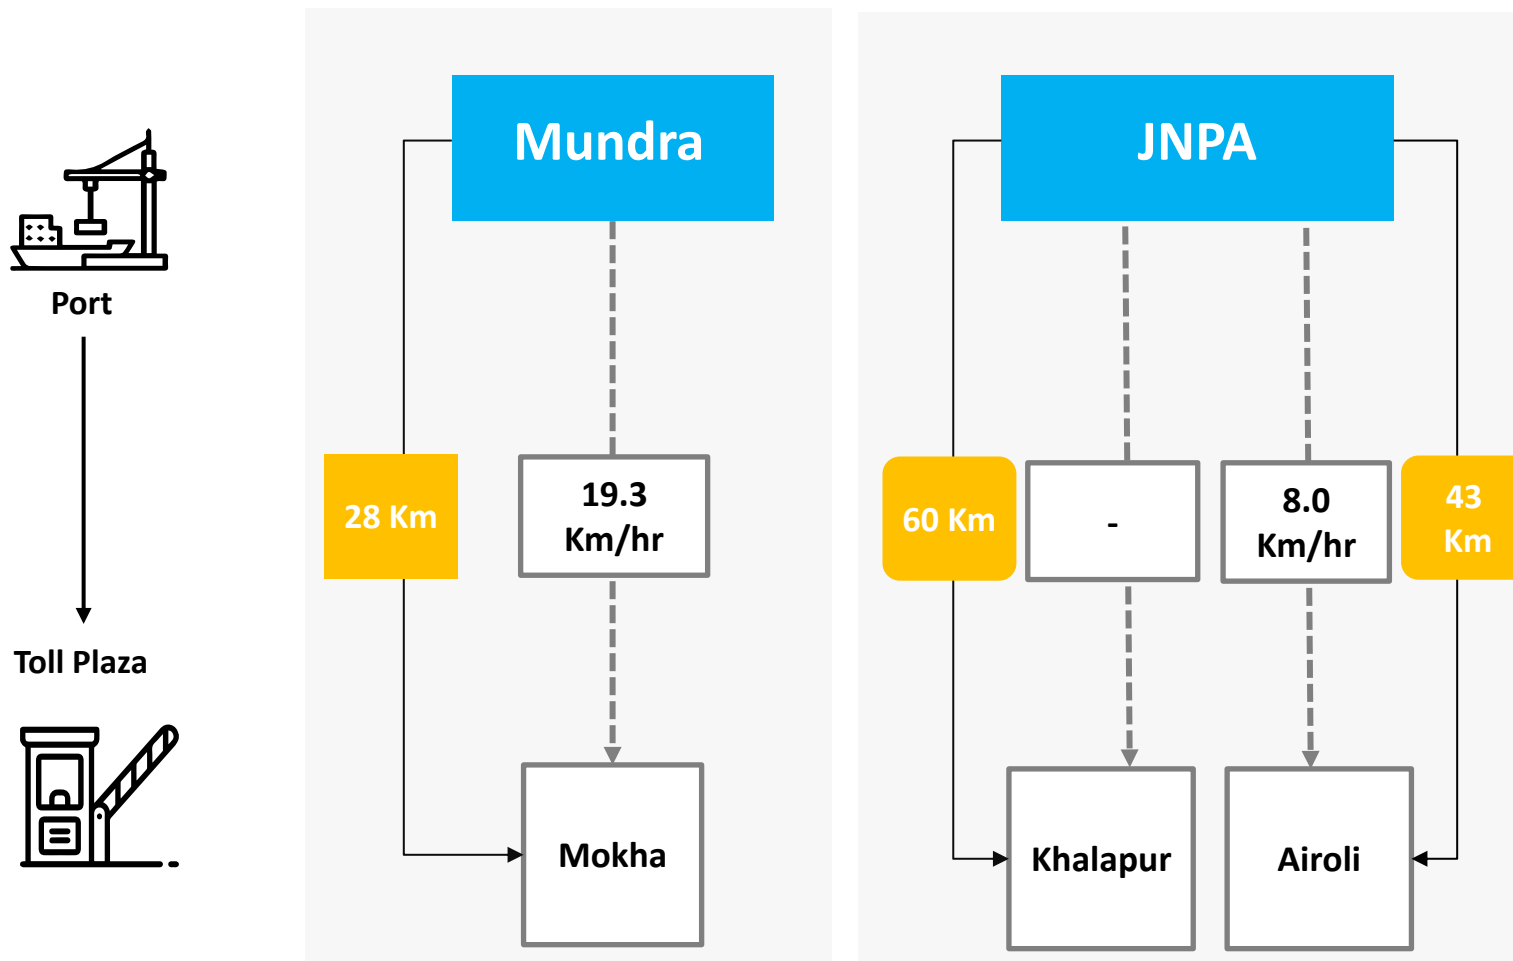 Mundra
JNPA
Port
28 Km
19.3
Km/hr
60 Km
-
8.0
Km/hr
43
Km
Toll Plaza
Mokha
Khalapur
Airoli